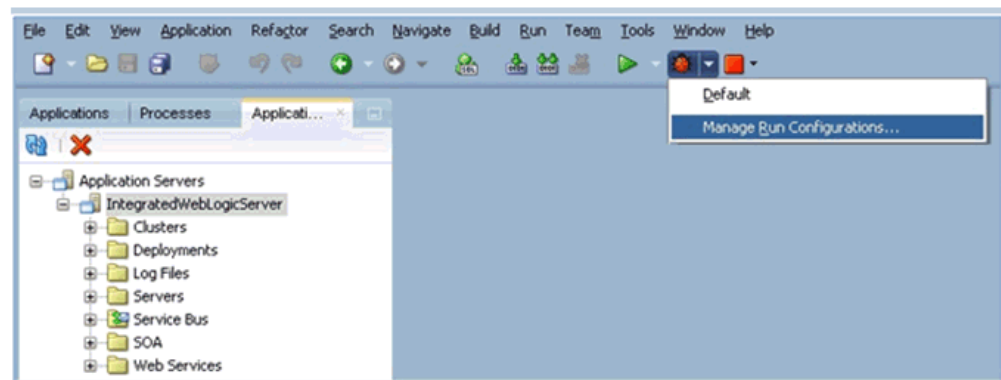 File Edit View Application Refactor Search Navigate Build Run Team Tools Window Help
Default
Manage Run Configurations...
Applications Processes Applicati...
Application Servers
IntegratedWebLogicServer
Clusters
Deployments
Log Files
Servers
Service Bus
SOA
Web Services